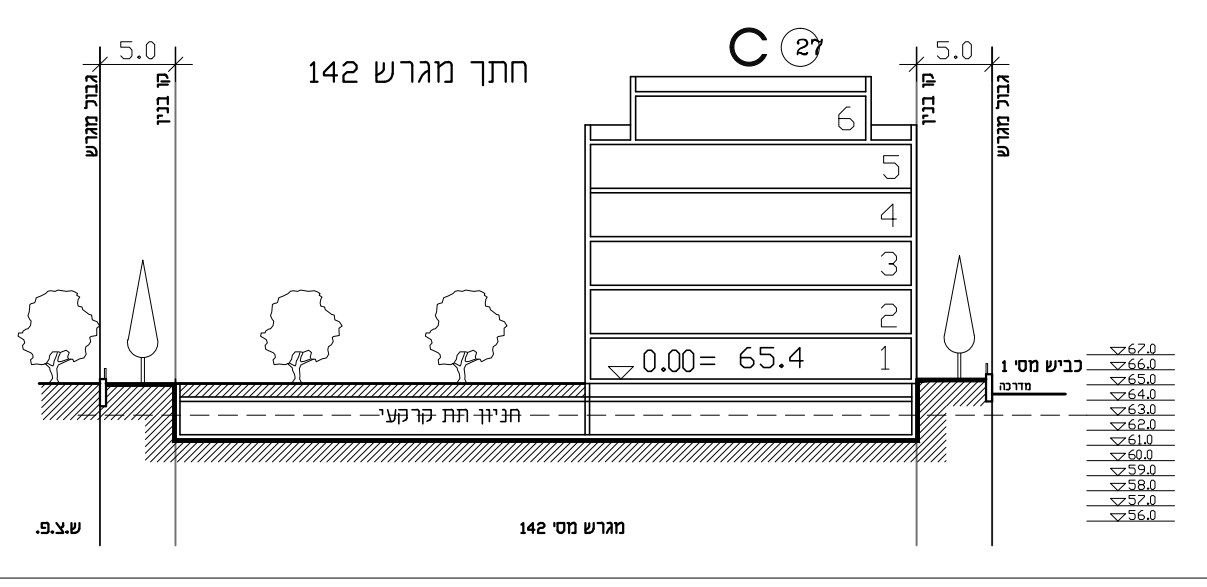 C 27
5.0
5.0
חתך מגרש 142
גבול מגרש
קו בנין
קו בנין
גבול מגרש
6
5
4
3
2
0.00= 65.4 1
כביש מס' 1
מדרכה
חניון תת קרקעי
67.0
66.0
65.0
64.0
63.0
62.0
61.0
60.0
59.0
58.0
57.0
56.0
ש.צ.פ.
מגרש מס' 142